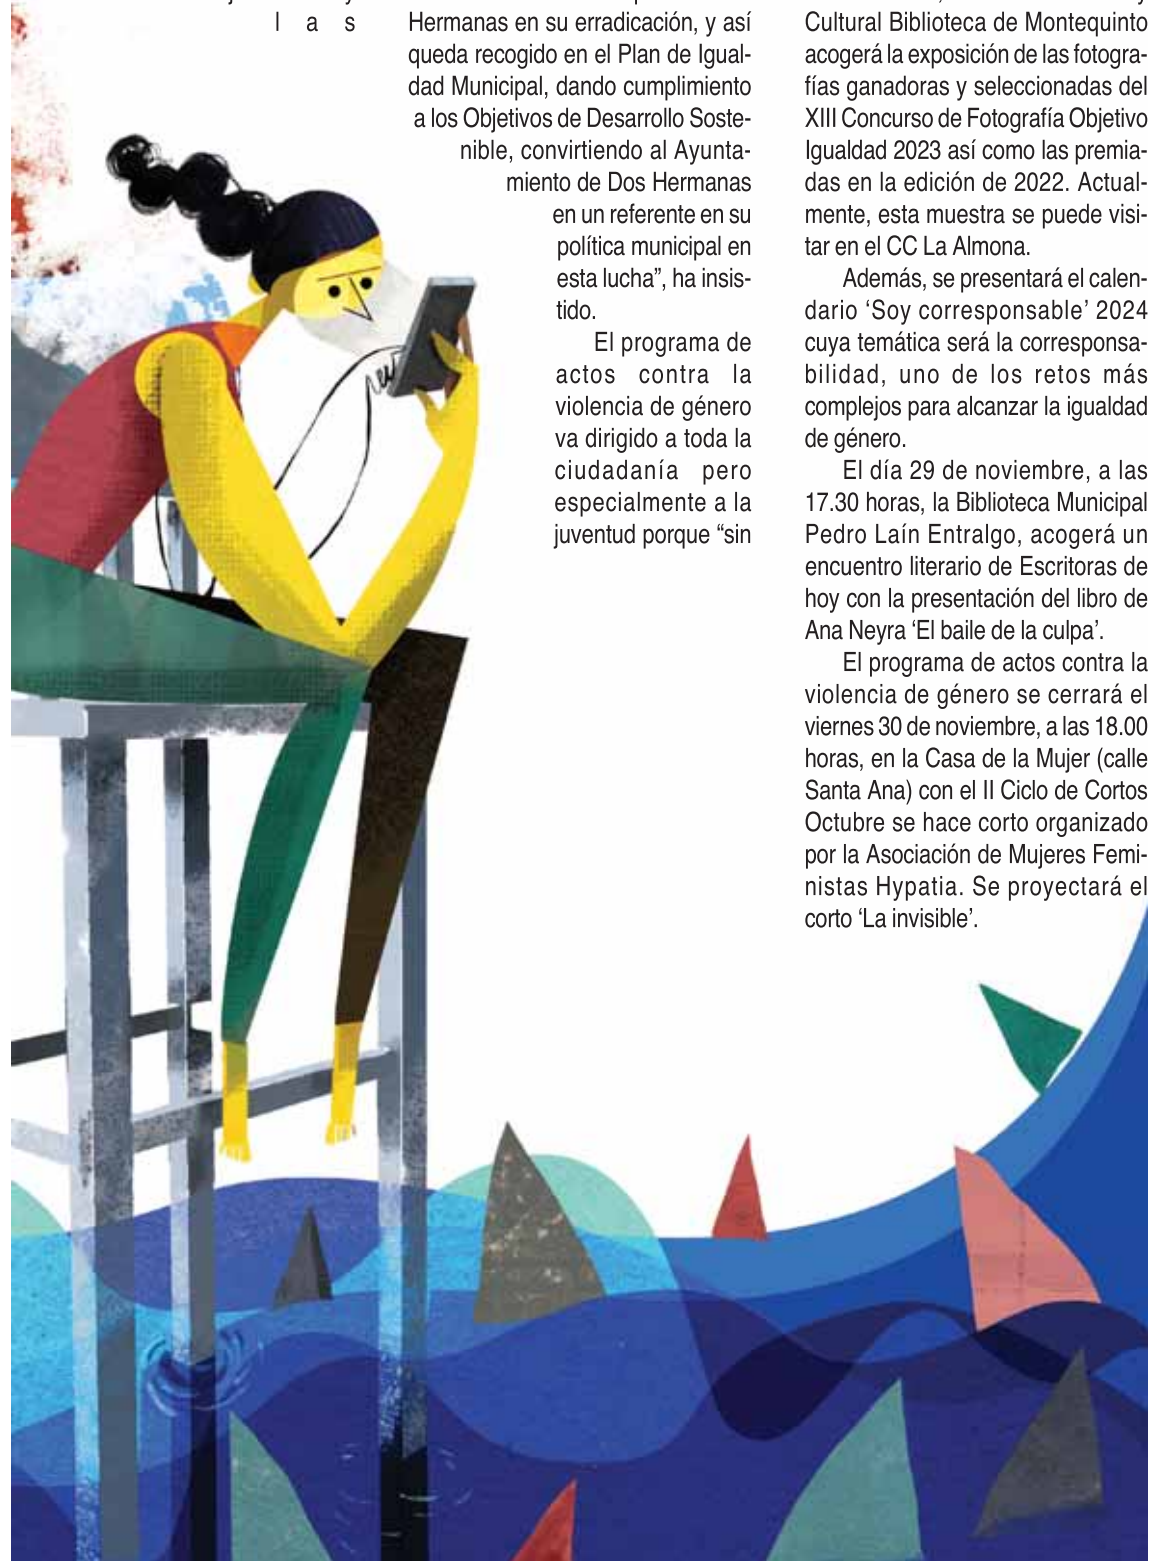 l a s
Hermanas en su erradicación, y así
queda recogido en el Plan de Igual-
dad Municipal, dando cumplimiento
a los Objetivos de Desarrollo Soste-
nible, convirtiendo al Ayunta-
miento de Dos Hermanas
en un referente en su
política municipal en
esta lucha”, ha insis-
tido.
El programa de
actos contra la
violencia de género
va dirigido a toda la
ciudadanía pero
especialmente a la
juventud porque “sin
Cultural Biblioteca de Montequinto
acogerá la exposición de las fotogra-
fías ganadoras y seleccionadas del
XIII Concurso de Fotografía Objetivo
Igualdad 2023 así como las premia-
das en la edición de 2022. Actual-
mente, esta muestra se puede visi-
tar en el CC La Almona.
Además, se presentará el calen-
dario ‘Soy corresponsable’ 2024
cuya temática será la corresponsa-
bilidad, uno de los retos más
complejos para alcanzar la igualdad
de género.
El día 29 de noviembre, a las
17.30 horas, la Biblioteca Municipal
Pedro Laín Entralgo, acogerá un
encuentro literario de Escritoras de
hoy con la presentación del libro de
Ana Neyra ‘El baile de la culpa’.
El programa de actos contra la
violencia de género se cerrará el
viernes 30 de noviembre, a las 18.00
horas, en la Casa de la Mujer (calle
Santa Ana) con el II Ciclo de Cortos
Octubre se hace corto organizado
por la Asociación de Mujeres Femi-
nistas Hypatia. Se proyectará el
corto ‘La invisible’.